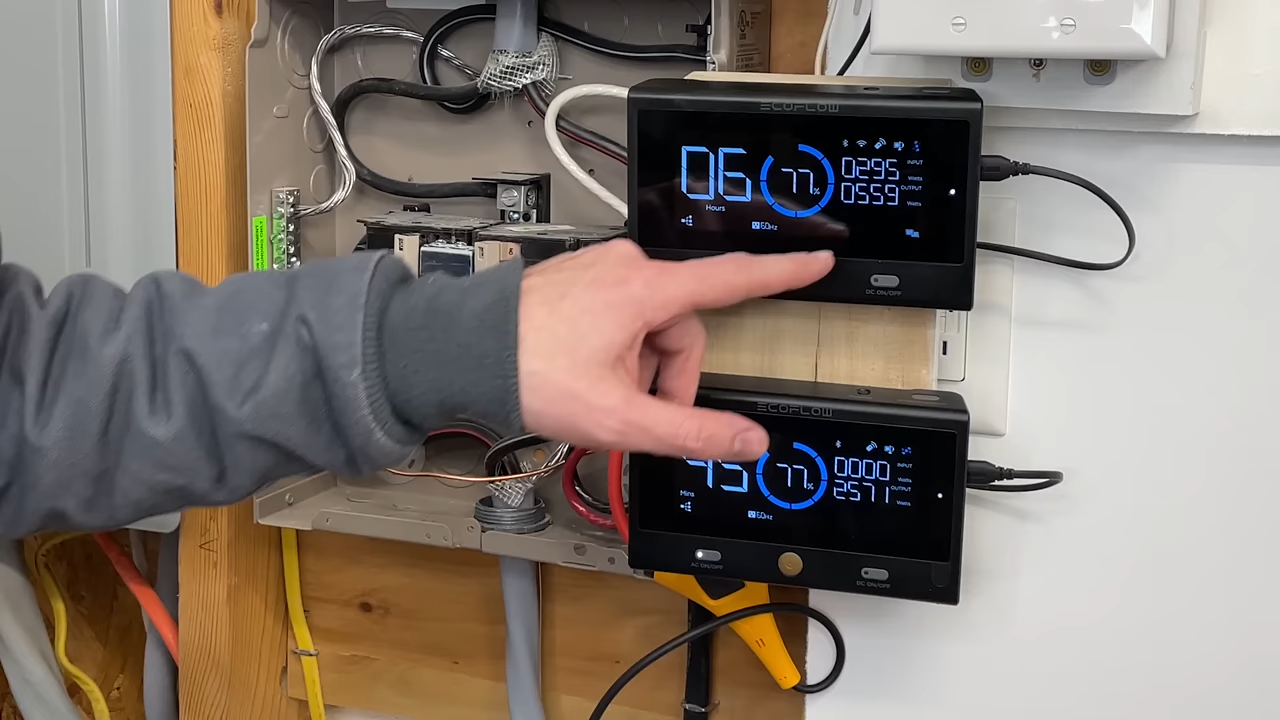 ECOFLOW
06
Hours
77%
0295 INPUT
Watts
0559 OUTPUT
Watts
60Hz
DC ON/OFF
ECOFLOW
45
Mins
77%
0000 INPUT
Watts
2571 OUTPUT
Watts
60Hz
AC ON/OFF
DC ON/OFF